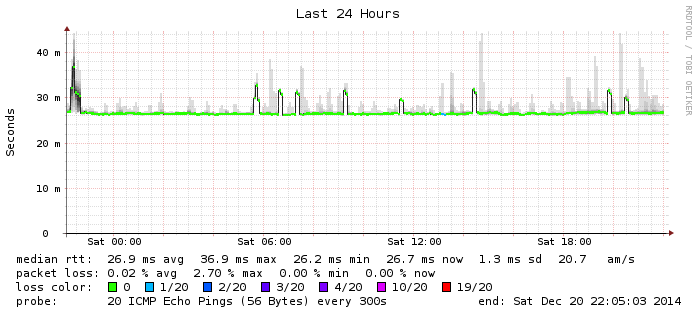 Last 24 Hours
RRDTOOL / TOBI OETIKER
Seconds
40 m
30 m
20 m
10 m
0
Sat 00:00 Sat 06:00 Sat 12:00 Sat 18:00
median rtt: 26.9 ms avg 36.9 ms max 26.2 ms min 26.7 ms now 1.3 ms sd 20.7 am/s
packet loss: 0.02 % avg 2.70 % max 0.00 % min 0.00 % now
loss color: 0 1/20 2/20 3/20 4/20 10/20 19/20
probe: 20 ICMP Echo Pings (56 Bytes) every 300s end: Sat Dec 20 22:05:03 2014